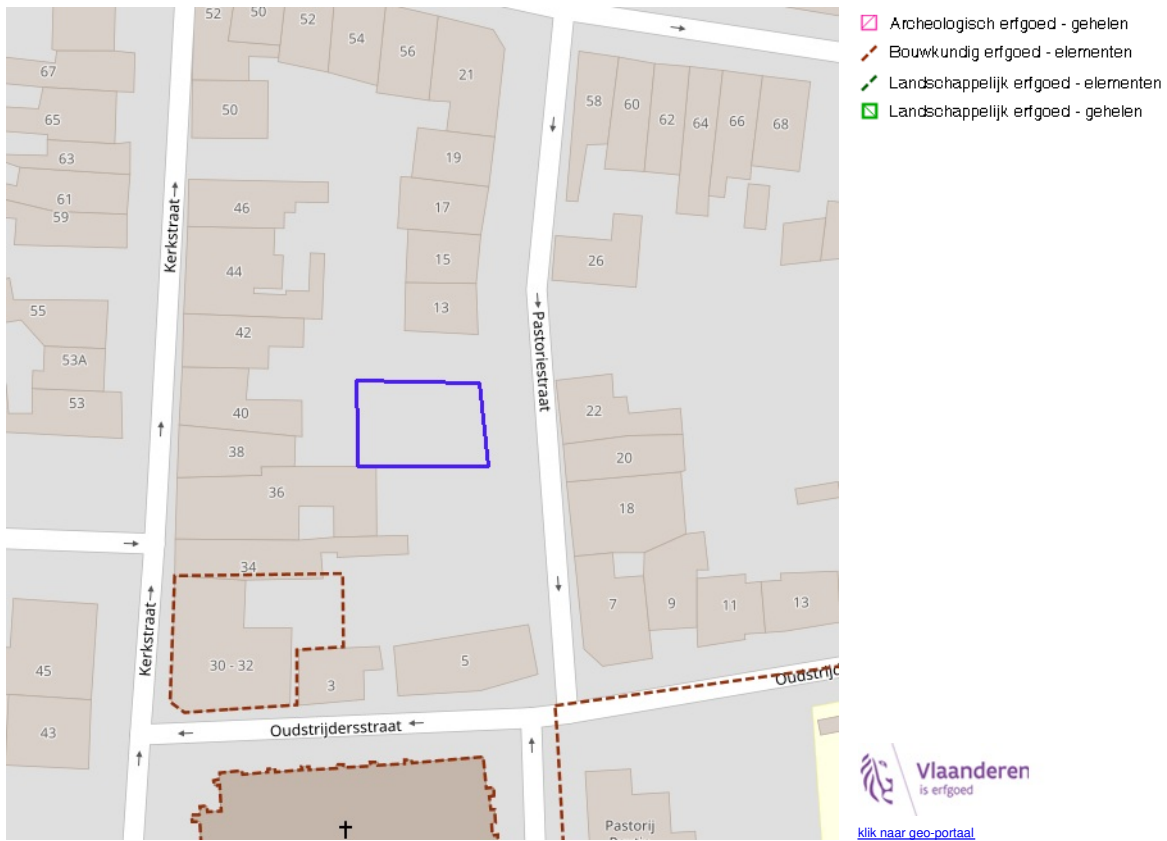 52
50
52
54
56
21
67
50
58
60
62
64
66
68
65
63
19
61
59
46
17
Kerkstraat
44
15
26
55
42
13
53A
Pastoriestraat
53
40
22
38
20
36
18
34
Kerkstraat
7
9
11
13
45
30 - 32
3
5
43
Oudstrijdersstraat
Oudstrijd
Pastorij
Archeologisch erfgoed - gehelen
Bouwkundig erfgoed - elementen
Landschappelijk erfgoed - elementen
Landschappelijk erfgoed - gehelen
Vlaanderen
is erfgoed
klik naar geo-portaal